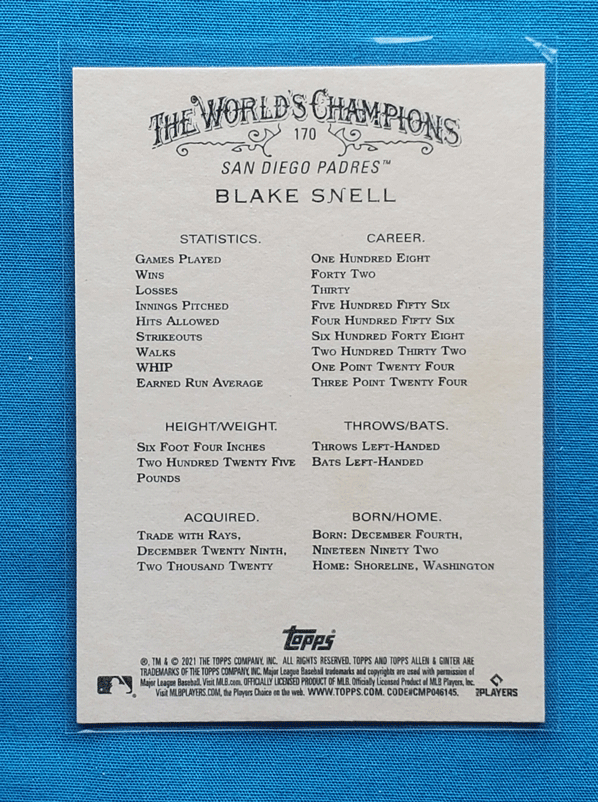 The World's Champions
170
SAN DIEGO PADRES™
BLAKE SNELL
STATISTICS. CAREER.
Games Played One Hundred Eight
Wins Forty Two
Losses Thirty
Innings Pitched Five Hundred Fifty Six
Hits Allowed Four Hundred Fifty Six
Strikeouts Six Hundred Forty Eight
Walks Two Hundred Thirty Two
WHIP One Point Twenty Four
Earned Run Average Three Point Twenty Four
HEIGHT/WEIGHT. THROWS/BATS.
Six Foot Four Inches Throws Left-Handed
Two Hundred Twenty Five Bats Left-Handed
Pounds
ACQUIRED. BORN/HOME.
Trade with Rays, Born: December Fourth,
December Twenty Ninth, Nineteen Ninety Two
Two Thousand Twenty Home: Shoreline, Washington
topps®
®, TM & © 2021 THE TOPPS COMPANY, INC. ALL RIGHTS RESERVED. TOPPS AND TOPPS ALLEN & GINTER ARE
TRADEMARKS OF THE TOPPS COMPANY, INC. Major League Baseball trademarks and copyrights are used with permission of
Major League Baseball. Visit MLB.com. OFFICIALLY LICENSED PRODUCT OF MLB. Officially Licensed Product of MLB Players, Inc.
Visit MLBPLAYERS.COM, the Players Choice on the web. WWW.TOPPS.COM. CODE#CMP046145. PLAYERS